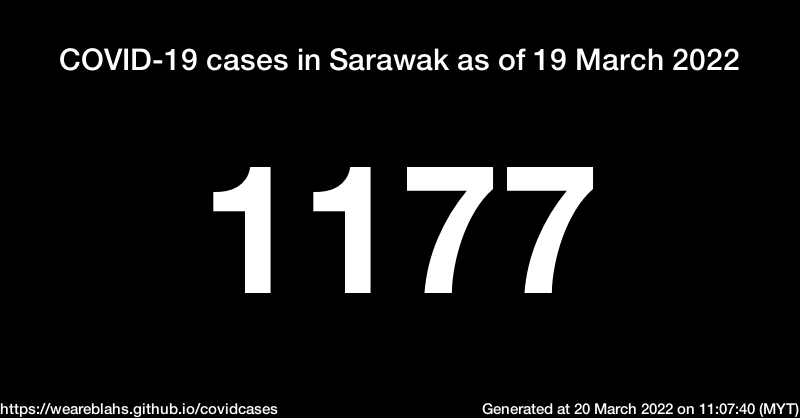 COVID-19 cases in Sarawak as of 19 March 2022
1177
https://weareblahs.github.io/covidcases
Generated at 20 March 2022 on 11:07:40 (MYT)